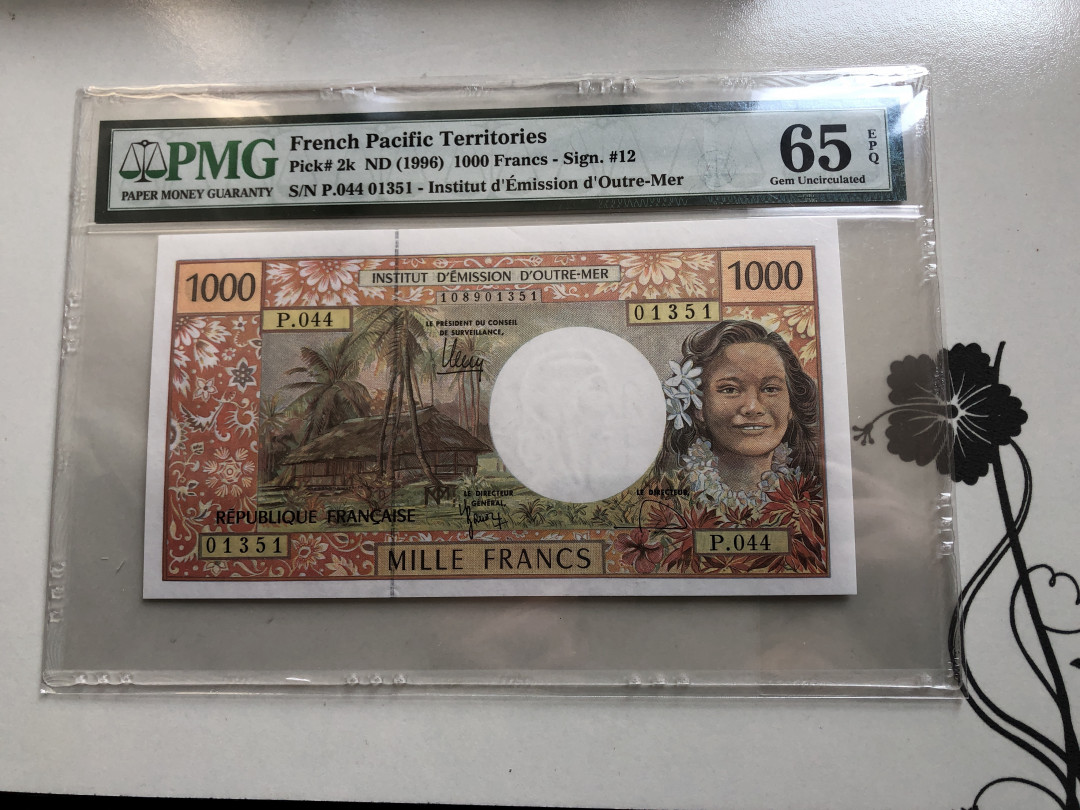 PMG
PAPER MONEY GUARANTY
French Pacific Territories
Pick# 2k ND (1996) 1000 Francs - Sign. #12
S/N P.044 01351 - Institut d'Émission d'Outre-Mer
65
EPQ
Gem Uncirculated
1000
INSTITUT D'ÉMISSION D'OUTRE-MER
1000
108901351
P.044
01351
LE PRÉSIDENT DU CONSEIL
DE SURVEILLANCE,
LE DIRECTEUR
GÉNÉRAL,
LE DIRECTEUR,
RÉPUBLIQUE FRANÇAISE
01351
MILLE FRANCS
P.044